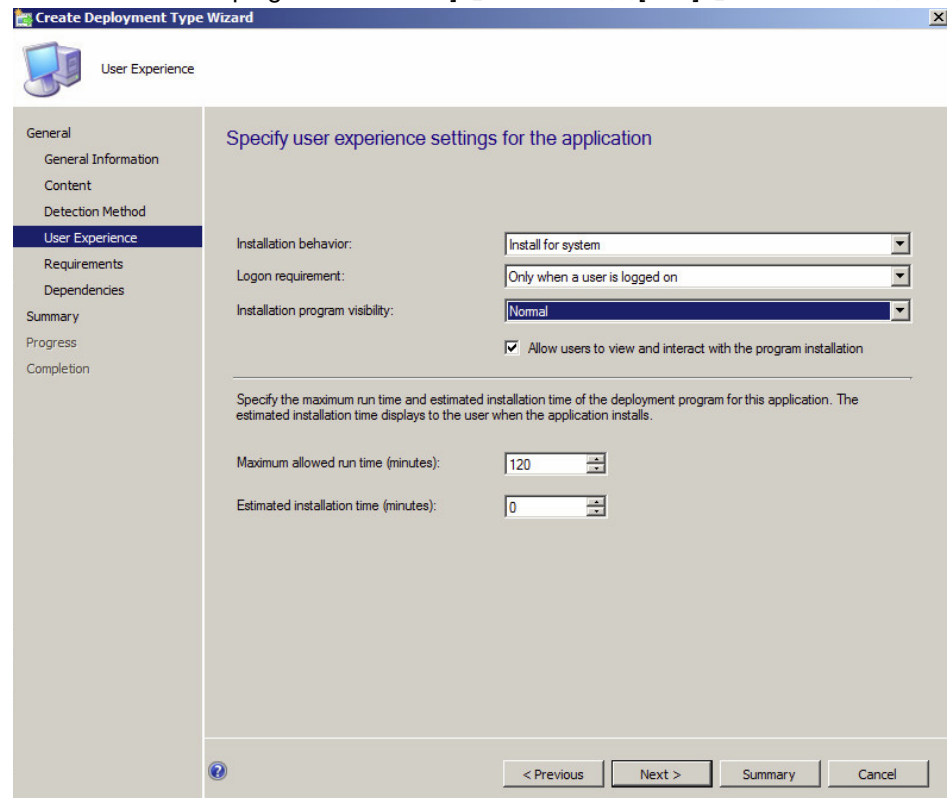 Create Deployment Type Wizard
User Experience
General
General Information
Content
Detection Method
User Experience
Requirements
Dependencies
Summary
Progress
Completion
Specify user experience settings for the application
Installation behavior: Install for system
Logon requirement: Only when a user is logged on
Installation program visibility: Normal
Allow users to view and interact with the program installation
Specify the maximum run time and estimated installation time of the deployment program for this application. The
estimated installation time displays to the user when the application installs.
Maximum allowed run time (minutes): 120
Estimated installation time (minutes): 0
< Previous Next > Summary Cancel